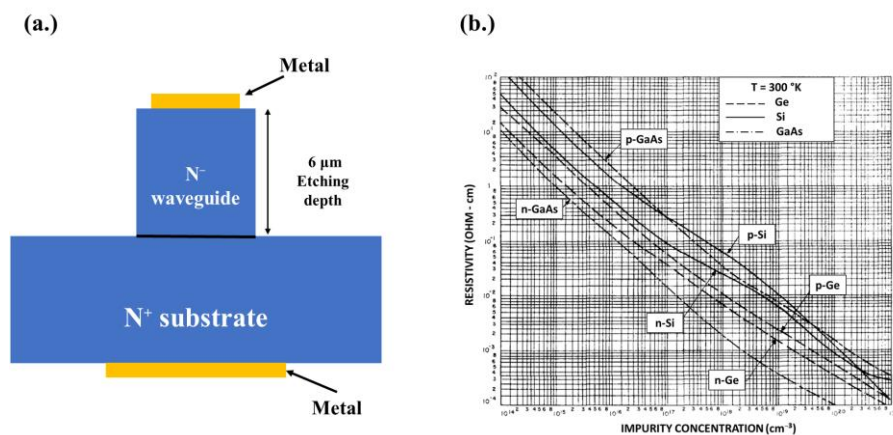 (a.)
Metal
N⁻
waveguide
6 µm
Etching
depth
N⁺ substrate
Metal
(b.)
RESISTIVITY (OHM - cm)
T = 300 °K
Ge
Si
GaAs
p-GaAs
n-GaAs
p-Si
p-Ge
n-Si
n-Ge
IMPURITY CONCENTRATION (cm⁻³)